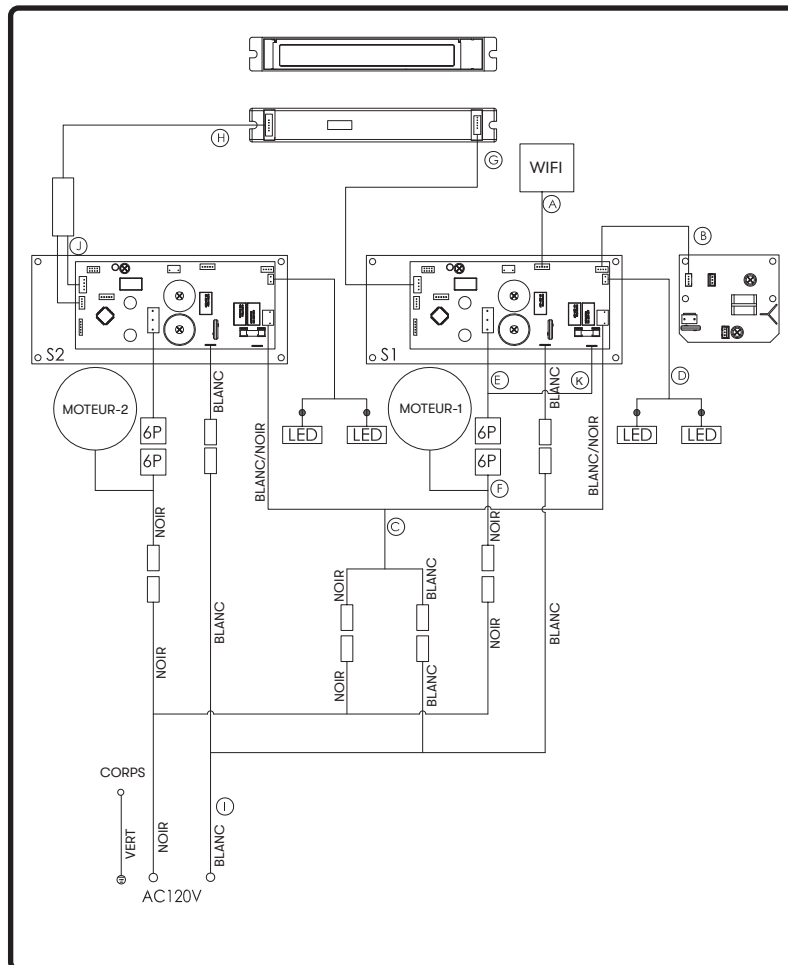 H
G
WIFI
A
J
B
S2
S1
E
K
D
BLANC
BLANC
MOTEUR-2
MOTEUR-1
6P
6P
6P
6P
LED
LED
LED
LED
BLANC/NOIR
BLANC/NOIR
F
NOIR
NOIR
C
NOIR
BLANC
BLANC
BLANC
NOIR
NOIR
NOIR
BLANC
CORPS
I
VERT
NOIR
BLANC
AC120V